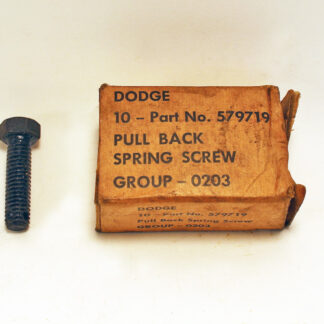 DODGE
10 - Part No. 579719
PULL BACK
SPRING SCREW
GROUP - 0203
DODGE
10 - Part No. 579719
Pull Back Spring Screw
GROUP - 0203